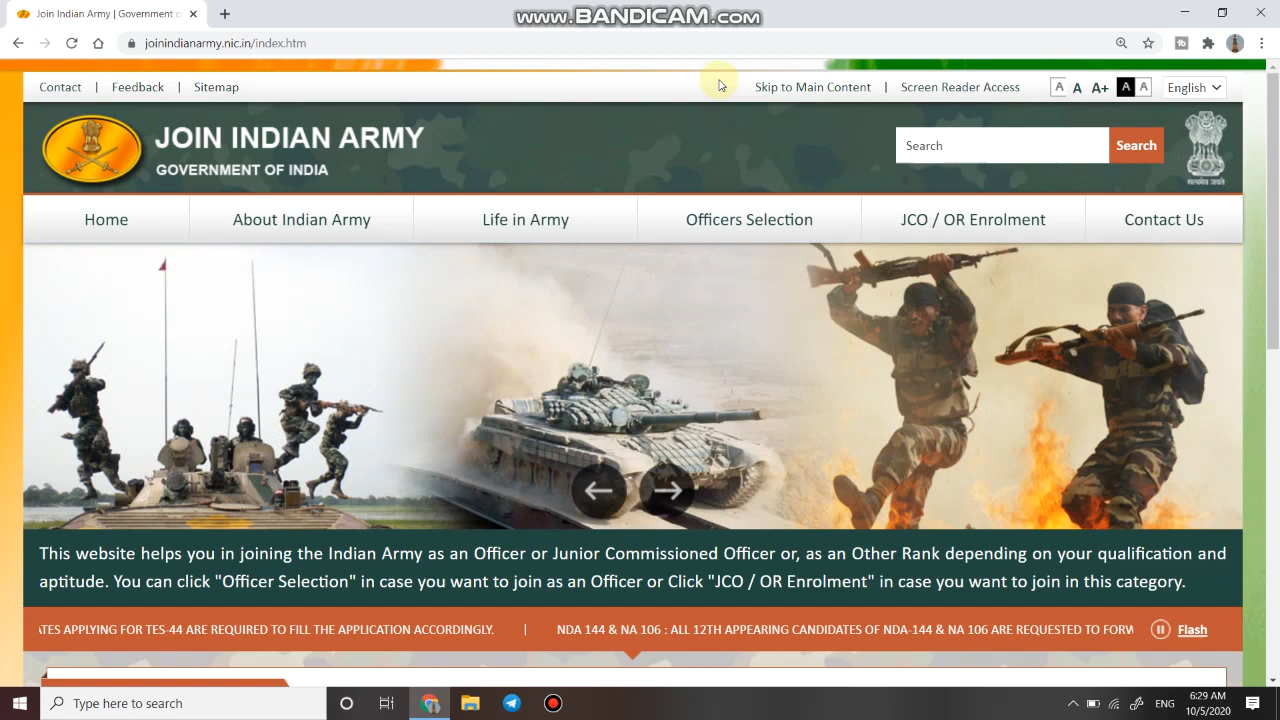 Join Indian Army | Government o
www.BANDICAM.com
joinindianarmy.nic.in/index.htm
Contact | Feedback | Sitemap
Skip to Main Content | Screen Reader Access
A A A+ A A English
JOIN INDIAN ARMY
GOVERNMENT OF INDIA
Search Search
सत्यमेव जयते
Home About Indian Army Life in Army Officers Selection JCO / OR Enrolment Contact Us
This website helps you in joining the Indian Army as an Officer or Junior Commissioned Officer or, as an Other Rank depending on your qualification and
aptitude. You can click "Officer Selection" in case you want to join as an Officer or Click "JCO / OR Enrolment" in case you want to join in this category.
ATES APPLYING FOR TES-44 ARE REQUIRED TO FILL THE APPLICATION ACCORDINGLY. | NDA 144 & NA 106 : ALL 12TH APPEARING CANDIDATES OF NDA-144 & NA 106 ARE REQUESTED TO FORW Flash
Type here to search
ENG
6:29 AM
10/5/2020